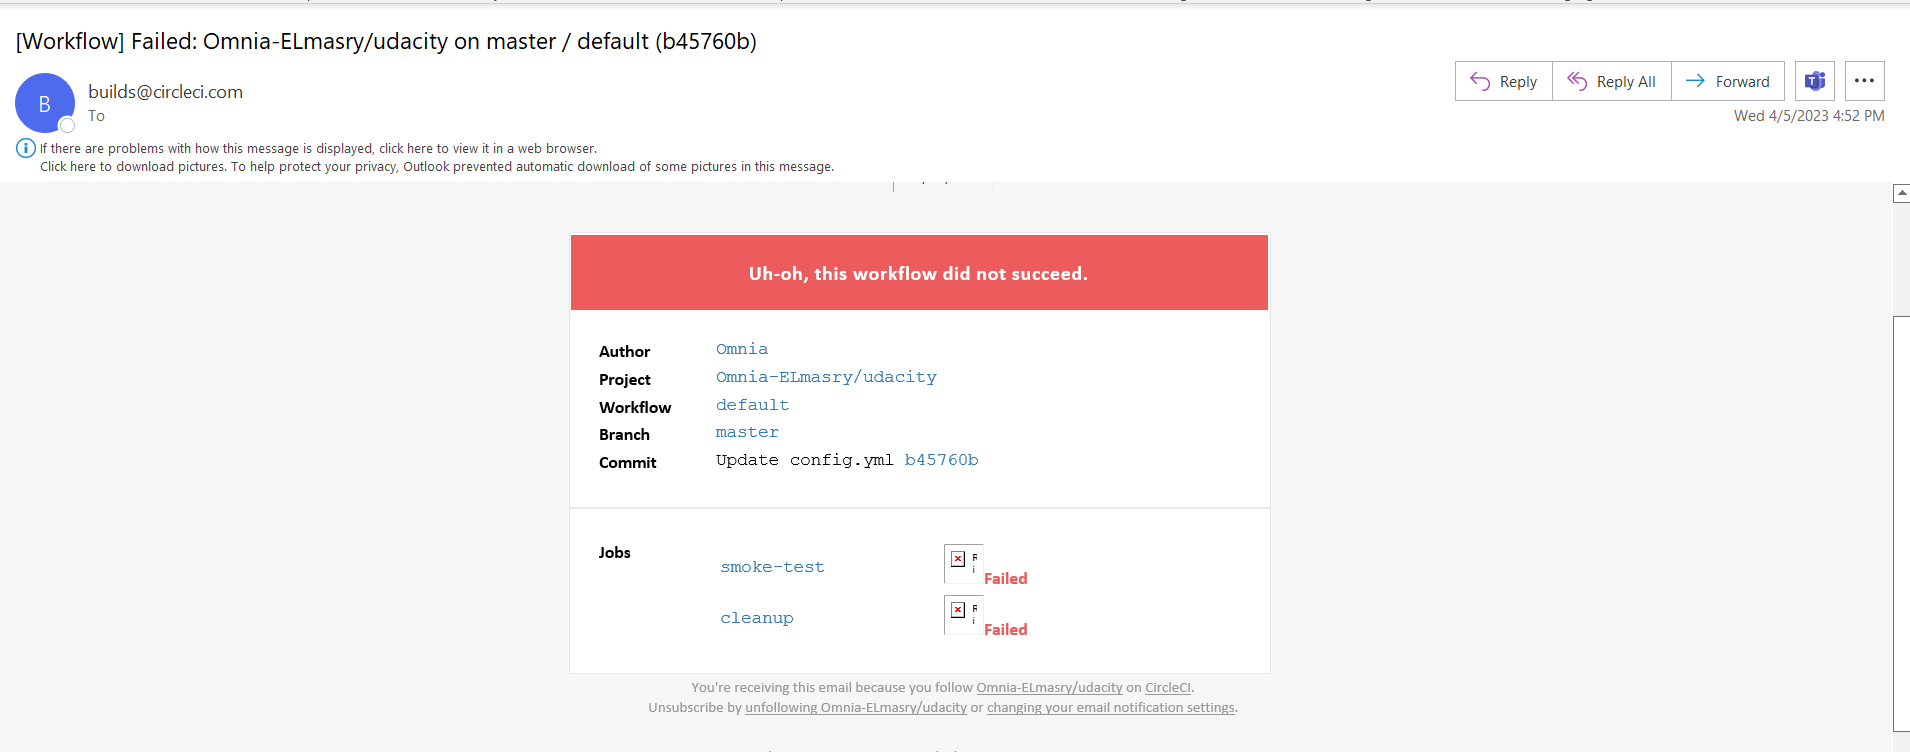 [Workflow] Failed: Omnia-ELmasry/udacity on master / default (b45760b)
B
builds@circleci.com
To
Reply
Reply All
Forward
Wed 4/5/2023 4:52 PM
If there are problems with how this message is displayed, click here to view it in a web browser.
Click here to download pictures. To help protect your privacy, Outlook prevented automatic download of some pictures in this message.
Uh-oh, this workflow did not succeed.
Author Omnia
Project Omnia-ELmasry/udacity
Workflow default
Branch master
Commit Update config.yml b45760b
Jobs
smoke-test Failed
cleanup Failed
You're receiving this email because you follow Omnia-ELmasry/udacity on CircleCI.
Unsubscribe by unfollowing Omnia-ELmasry/udacity or changing your email notification settings.